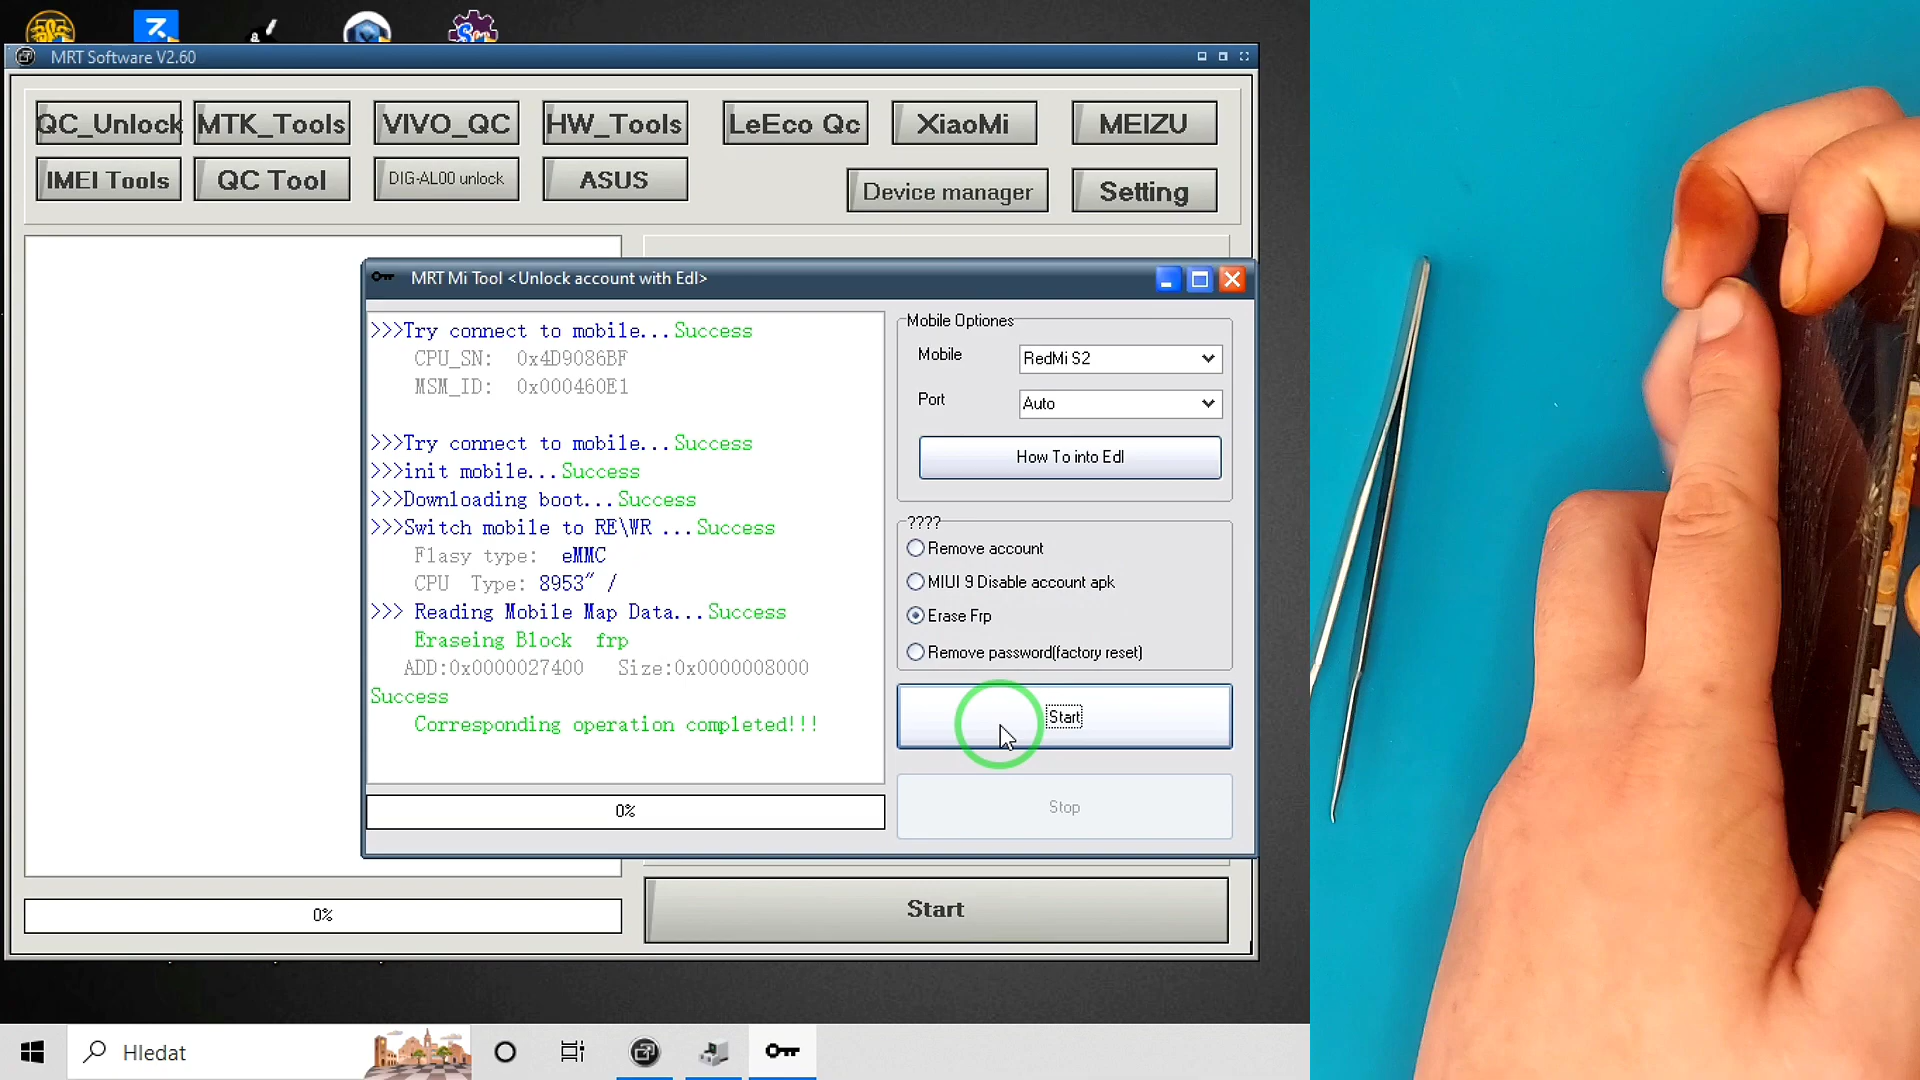 MRT Software V2.60
QC_Unlock
MTK_Tools
VIVO_QC
HW_Tools
LeEco Qc
XiaoMi
MEIZU
IMEI Tools
QC Tool
DIG-AL00 unlock
ASUS
Device manager
Setting
MRT Mi Tool <Unlock account with Edl>
>>>Try connect to mobile...Success
CPU_SN: 0x4D9086BF
MSM_ID: 0x000460E1
>>>Try connect to mobile...Success
>>>init mobile...Success
>>>Downloading boot...Success
>>>Switch mobile to RE\WR ...Success
Flasy type: eMMC
CPU Type: 8953" /
>>> Reading Mobile Map Data...Success
Eraseing Block frp
ADD:0x0000027400 Size:0x0000008000
Success
Corresponding operation completed!!!
0%
Mobile Optiones
Mobile
RedMi S2
Port
Auto
How To into Edl
????
Remove account
MIUI 9 Disable account apk
Erase Frp
Remove password(factory reset)
Start
Stop
0%
Start
Hledat